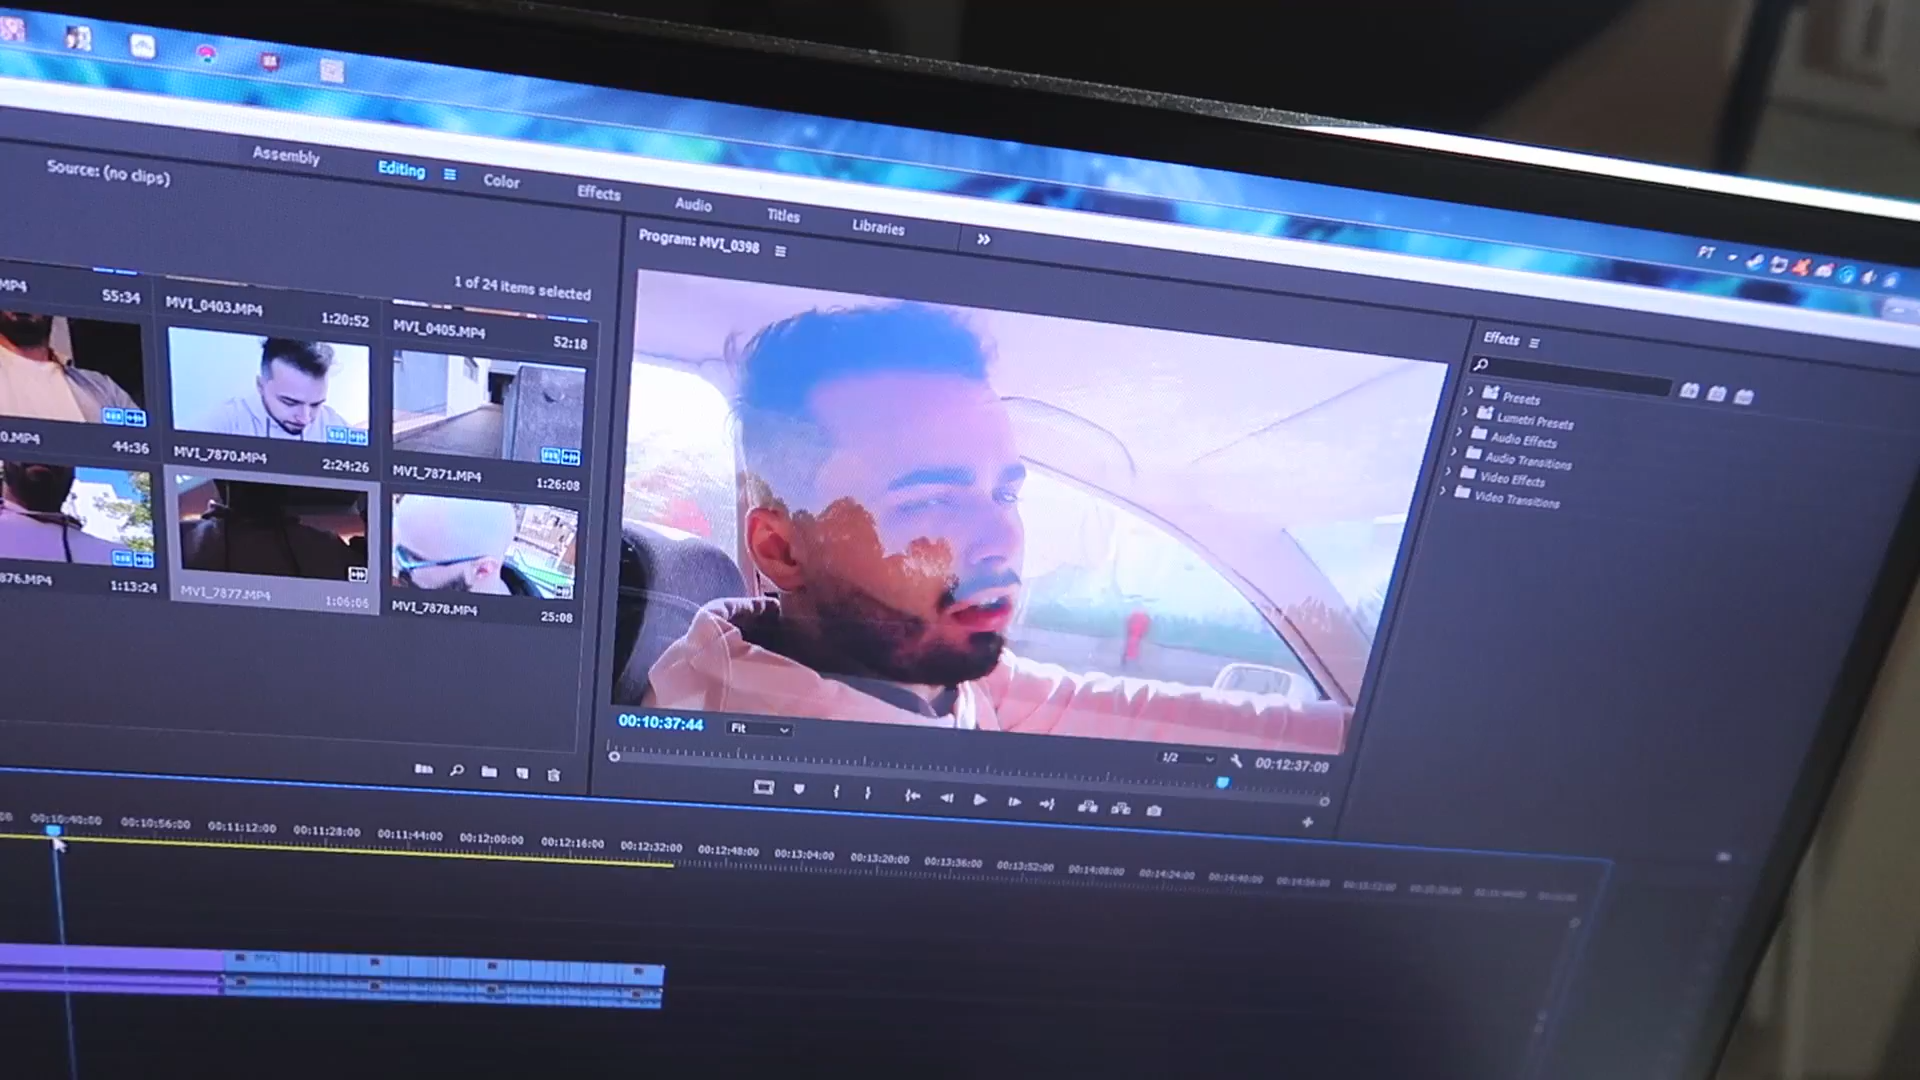 Assembly
Editing
Color
Effects
Audio
Titles
Libraries
PT
Source: (no clips)
Program: MVI_0398
1 of 24 items selected
MP4
55:34
MVI_0403.MP4
1:20:52
MVI_0405.MP4
52:18
0.MP4
44:36
MVI_7870.MP4
2:24:26
MVI_7871.MP4
1:26:08
876.MP4
1:13:24
MVI_7877.MP4
1:06:06
MVI_7878.MP4
25:08
Effects
Presets
Lumetri Presets
Audio Effects
Audio Transitions
Video Effects
Video Transitions
00:10:37:44
Fit
1/2
00:12:37:09
00:10:40:00
00:10:56:00
00:11:12:00
00:11:28:00
00:11:44:00
00:12:00:00
00:12:16:00
00:12:32:00
00:12:48:00
00:13:04:00
00:13:20:00
00:13:36:00
00:13:52:00
00:14:08:00
00:14:24:00
00:14:40:00
00:14:56:00
MVI